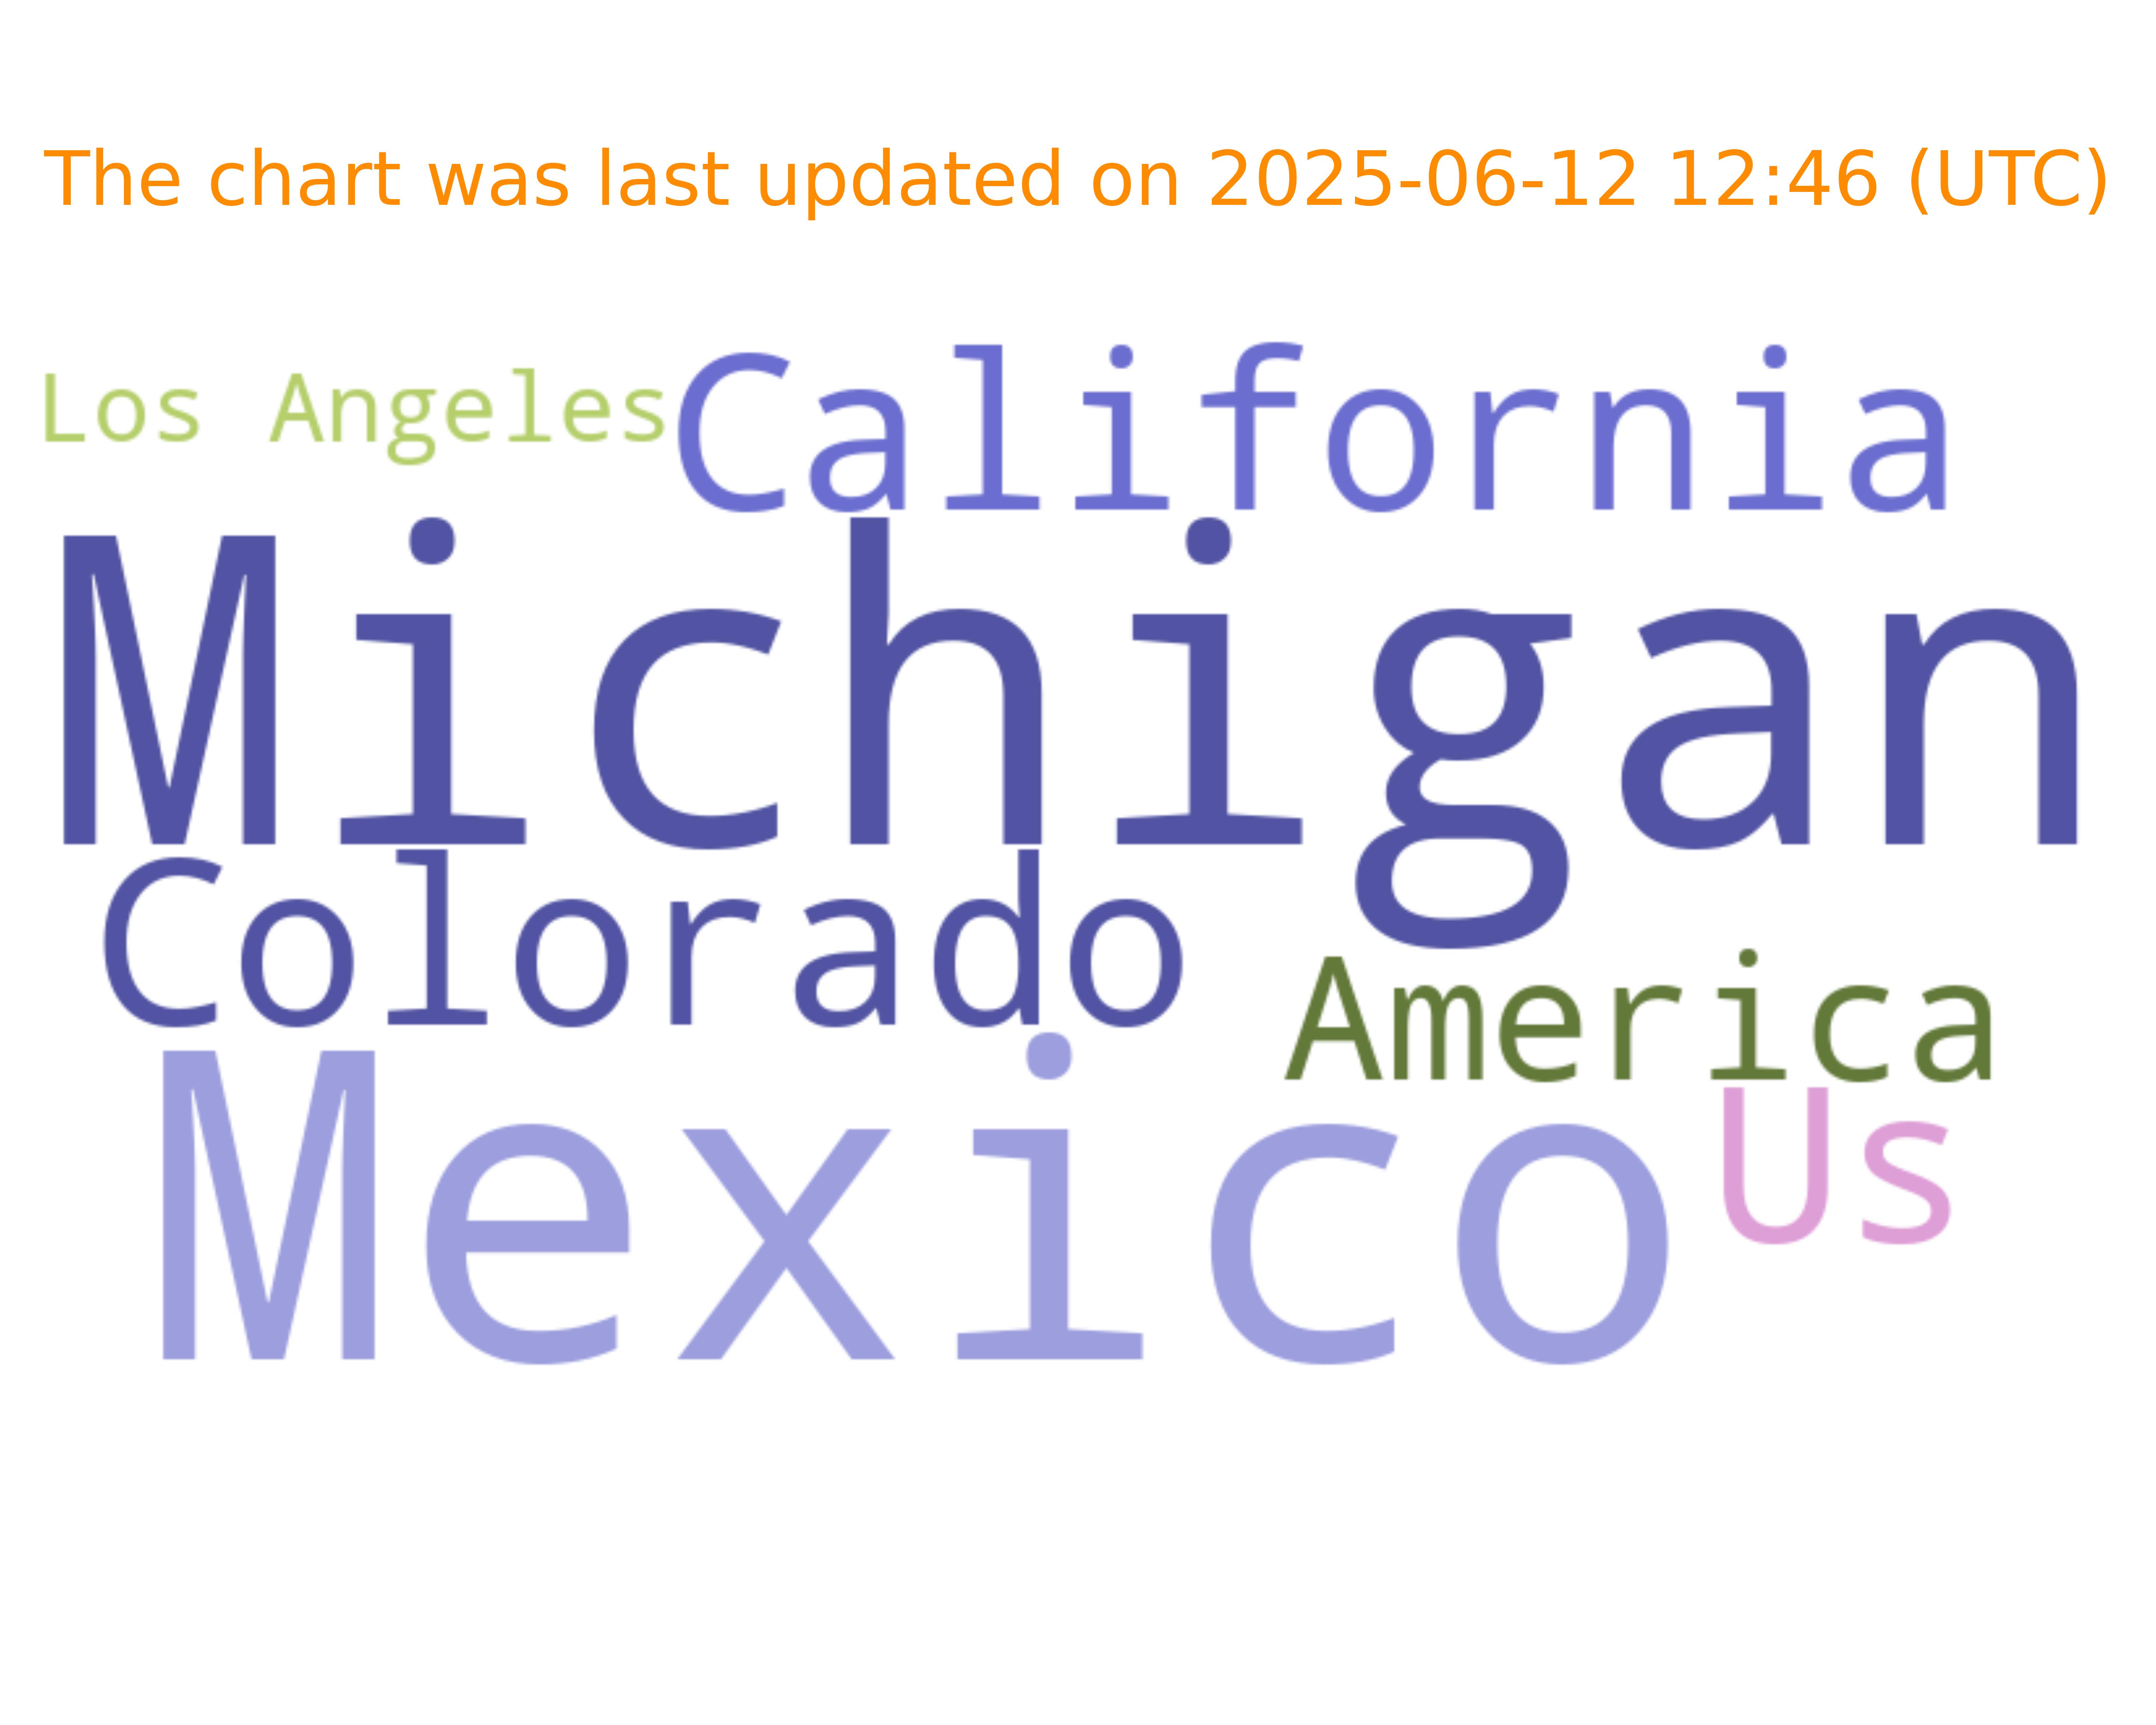 The chart was last updated on 2025-06-12 12:46 (UTC)
Los Angeles California
Michigan
Colorado
America
Mexico
Us